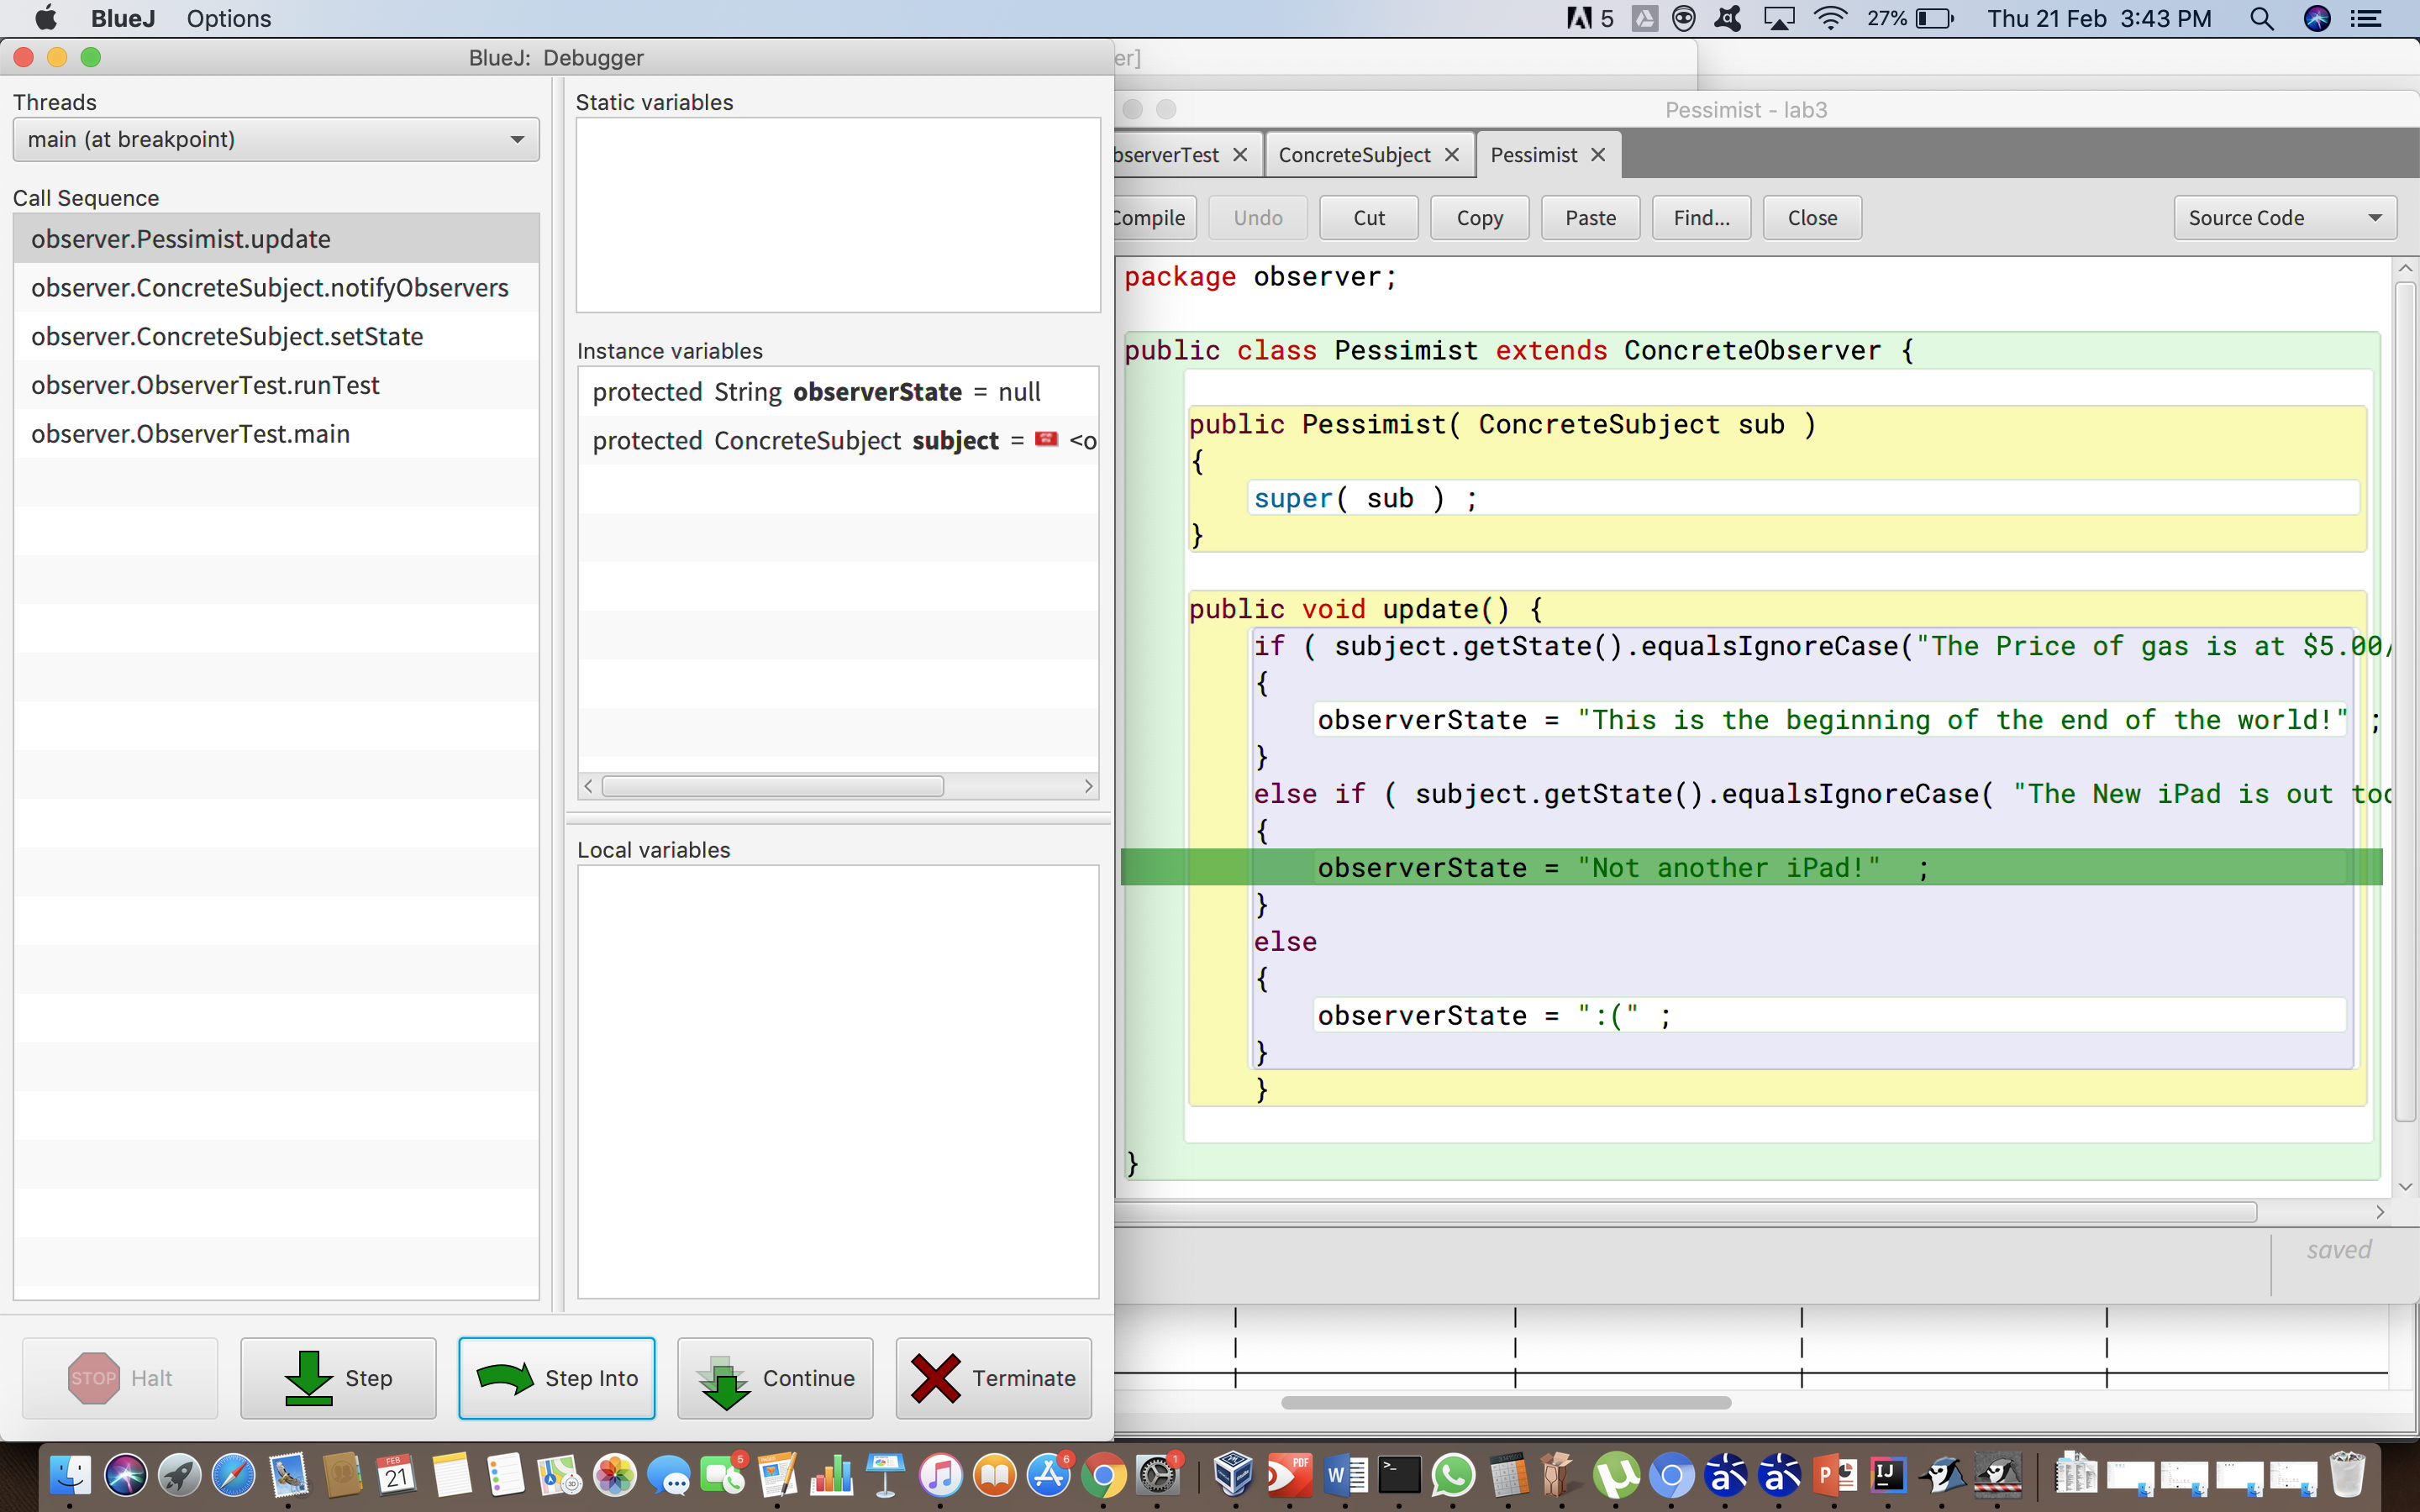 BlueJ Options 5 27% Thu 21 Feb 3:43 PM
BlueJ: Debugger
er]
Threads
main (at breakpoint)
Call Sequence
observer.Pessimist.update
observer.ConcreteSubject.notifyObservers
observer.ConcreteSubject.setState
observer.ObserverTest.runTest
observer.ObserverTest.main
Static variables
Instance variables
protected String observerState = null
protected ConcreteSubject subject = <o
Local variables
STOP Halt
Step
Step Into
Continue
Terminate
Pessimist - lab3
bserverTest ConcreteSubject Pessimist
Compile Undo Cut Copy Paste Find... Close Source Code
package observer;
public class Pessimist extends ConcreteObserver {
public Pessimist( ConcreteSubject sub )
{
super( sub ) ;
}
public void update() {
if ( subject.getState().equalsIgnoreCase("The Price of gas is at $5.00/
{
observerState = "This is the beginning of the end of the world!" ;
}
else if ( subject.getState().equalsIgnoreCase( "The New iPad is out too
{
observerState = "Not another iPad!" ;
}
else
{
observerState = ":(" ;
}
}
}
saved
FEB
21
5
6
1
PDF
W
P
IJ